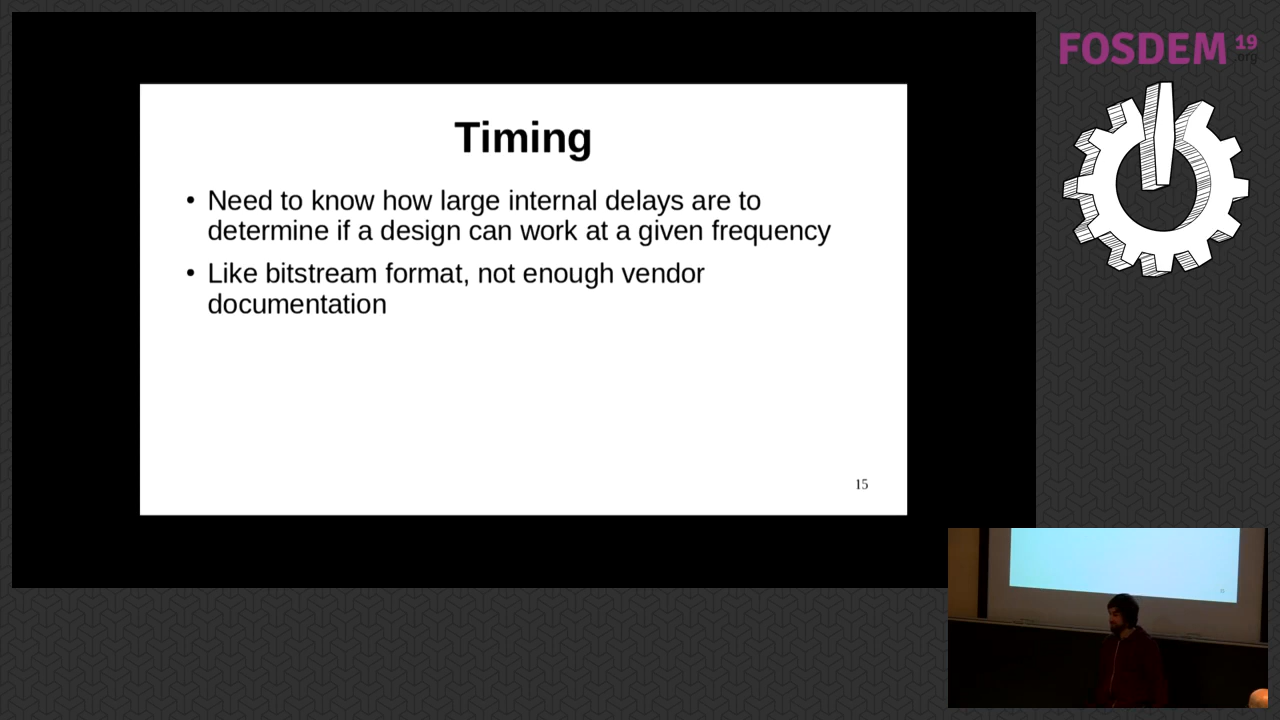 FOSDEM 19
.org
Timing
• Need to know how large internal delays are to
determine if a design can work at a given frequency
• Like bitstream format, not enough vendor
documentation
15